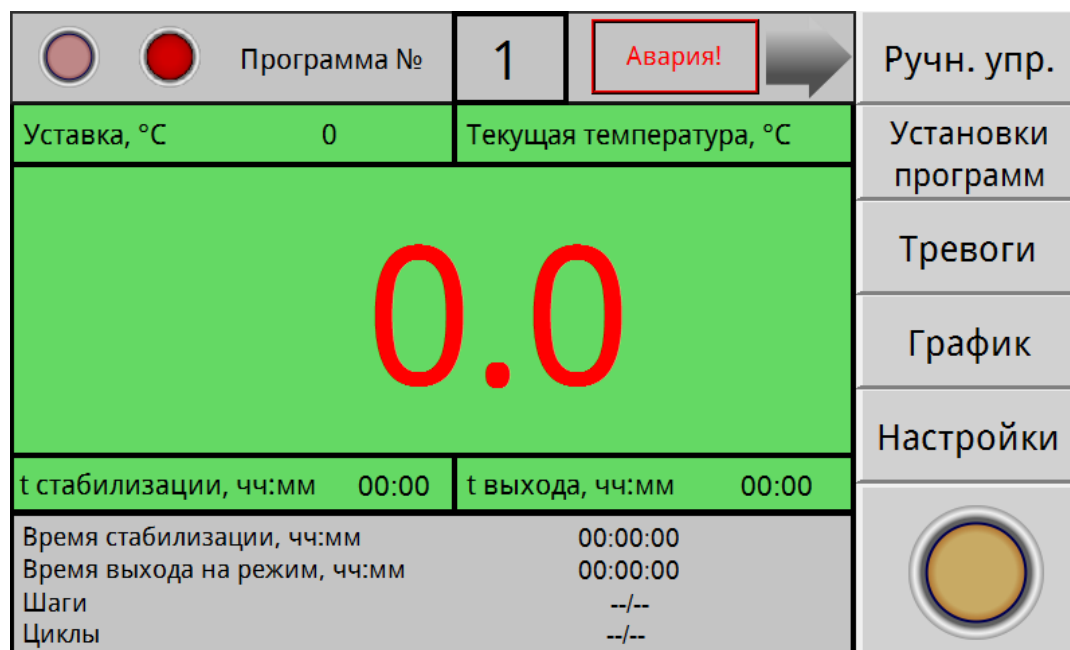 Программа № 1 Авария! Ручн. упр.
Уставка, °C 0 Текущая температура, °C
Установки
программ
Тревоги
0.0
График
Настройки
t стабилизации, чч:мм 00:00 t выхода, чч:мм 00:00
Время стабилизации, чч:мм 00:00:00
Время выхода на режим, чч:мм 00:00:00
Шаги --/--
Циклы --/--